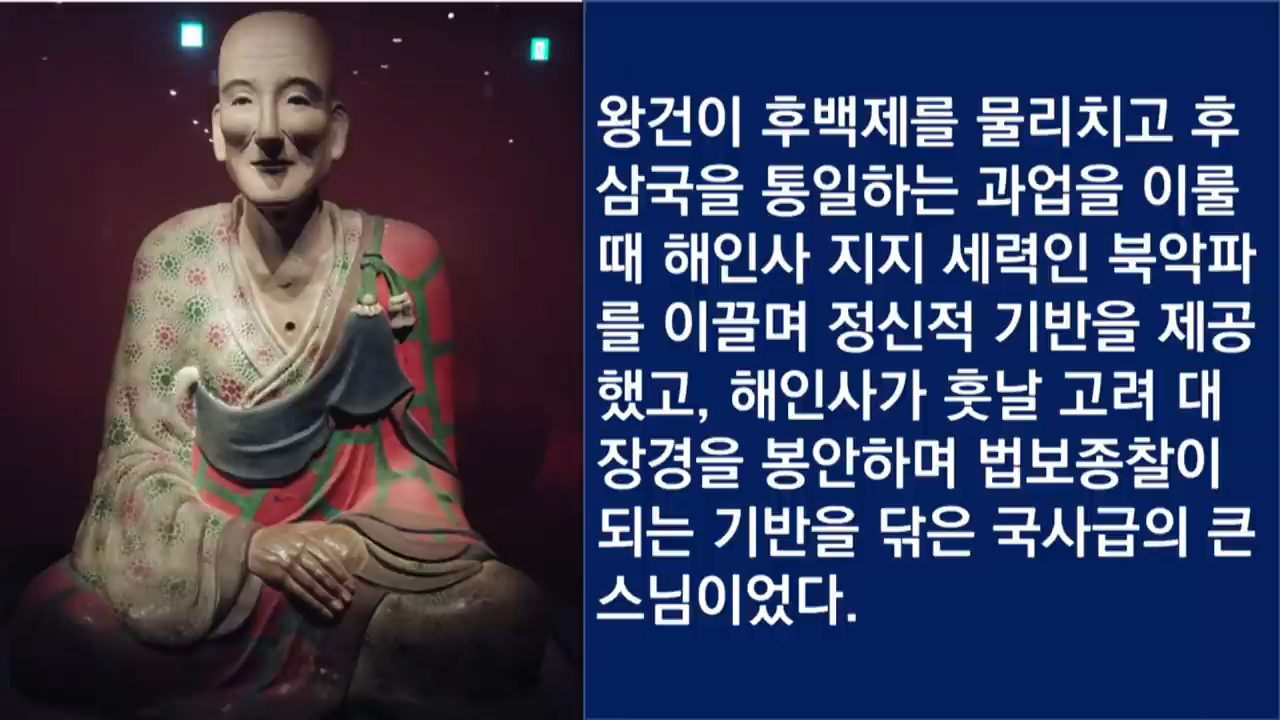 왕건이 후백제를 물리치고 후
삼국을 통일하는 과업을 이룰
때 해인사 지지 세력인 북악파
를 이끌며 정신적 기반을 제공
했고, 해인사가 훗날 고려 대
장경을 봉안하며 법보종찰이
되는 기반을 닦은 국사급의 큰
스님이었다.